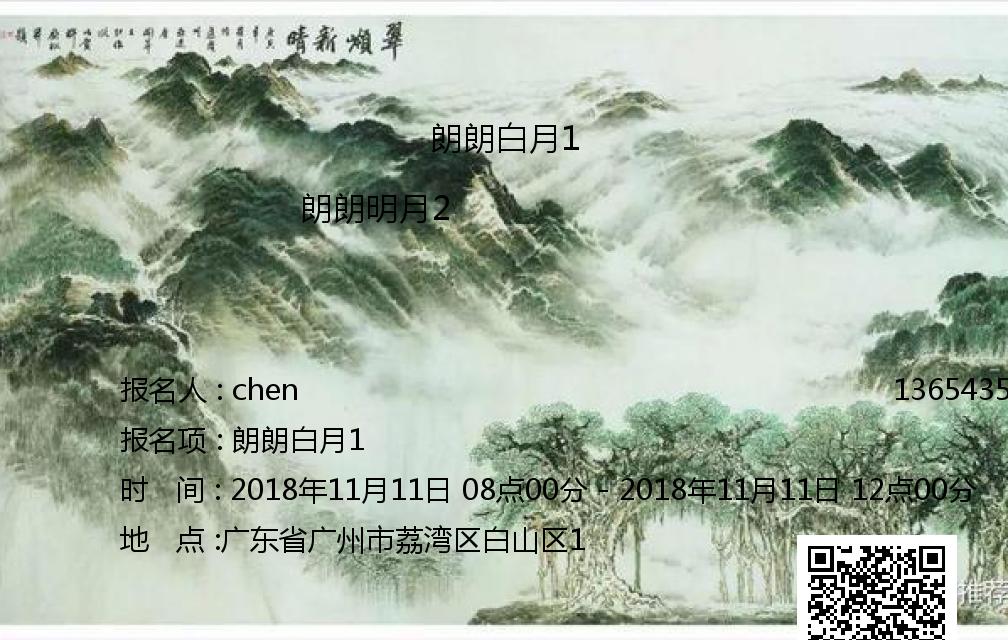 翠嶺新晴
朗朗白月1
朗朗明月2
报名人 : chen 1365435
报名项 : 朗朗白月1
时 间 : 2018年11月11日 08点00分 - 2018年11月11日 12点00分
地 点 :广东省广州市荔湾区白山区1
推荐